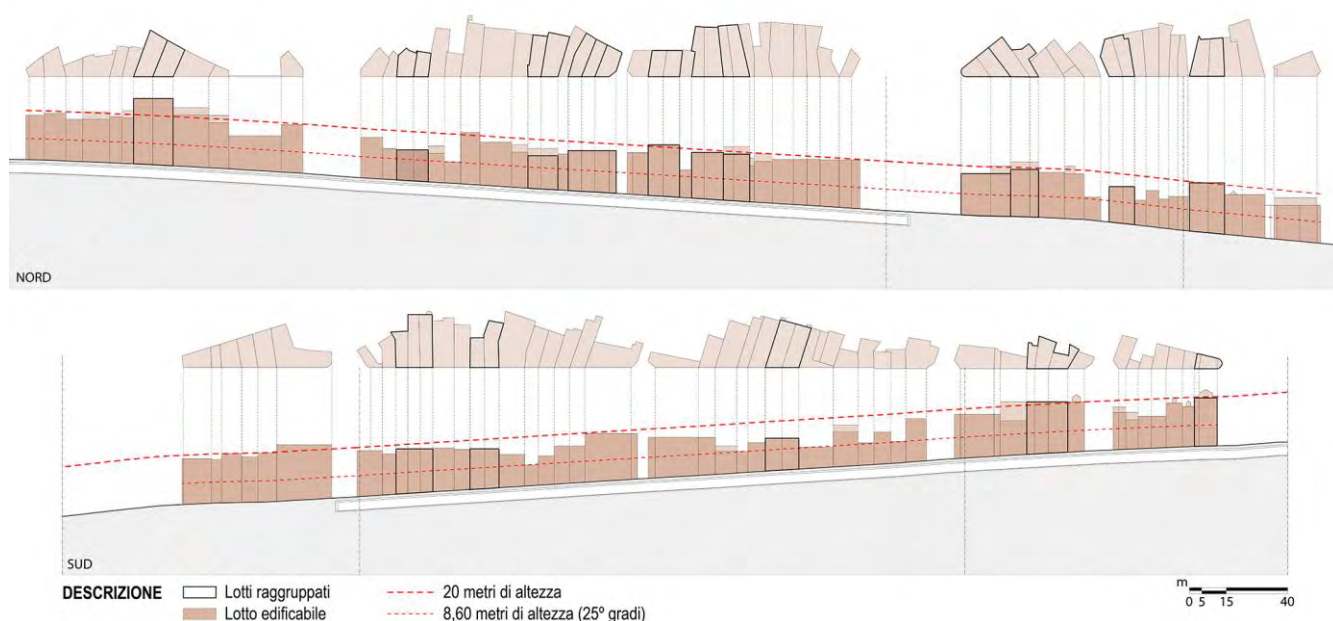 NORD
SUD
DESCRIZIONE
Lotti raggruppati
Lotto edificabile
20 metri di altezza
8,60 metri di altezza (25º gradi)
m
0 5 15 40